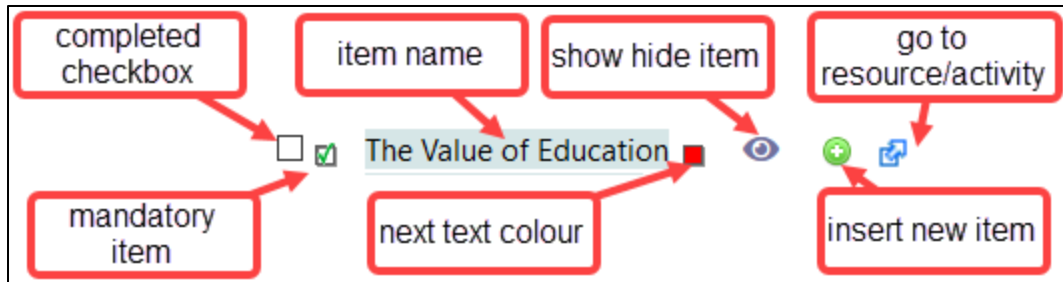 completed
checkbox
item name
show hide item
go to
resource/activity
The Value of Education
mandatory
item
next text colour
insert new item